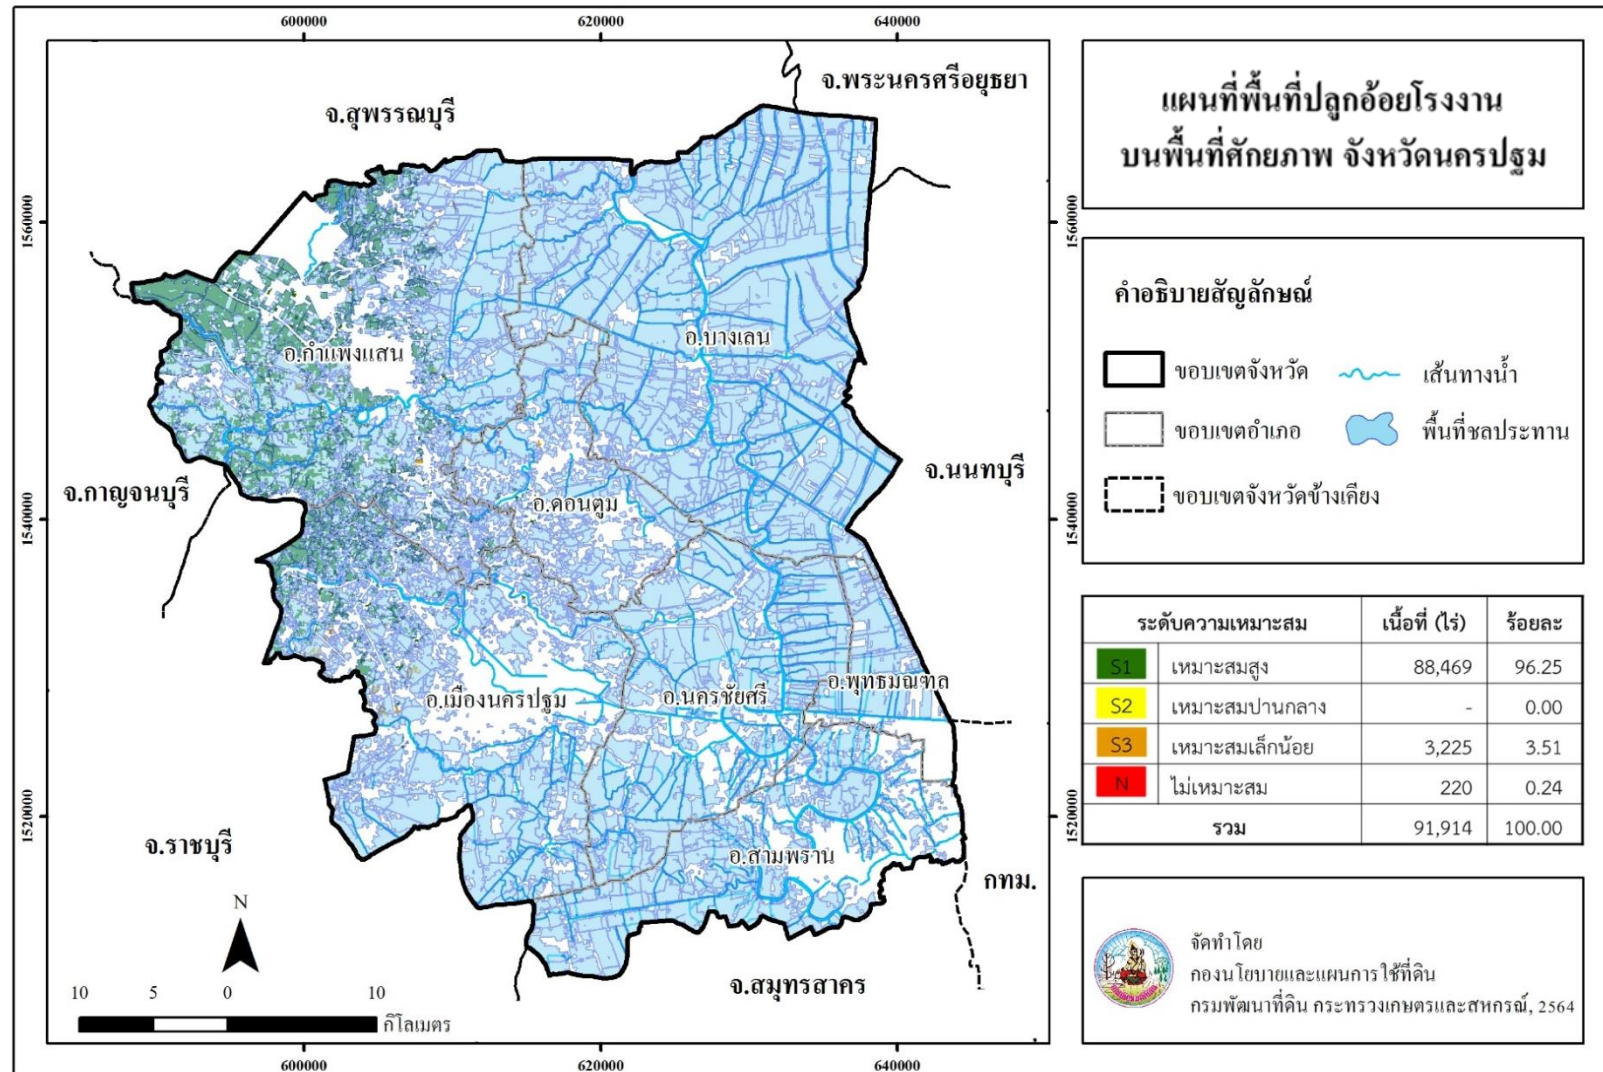 600000
620000
640000
จ.พระนครศรีอยุธยา
จ.สุพรรณบุรี
แผนที่พื้นที่ปลูกอ้อยโรงงาน
บนพื้นที่ศักยภาพ จังหวัดนครปฐม
1560000
1560000
คำอธิบายสัญลักษณ์
อ.บางเลน
อ.กำแพงแสน
ขอบเขตจังหวัด
เส้นทางน้ำ
ขอบเขตอำเภอ
พื้นที่ชลประทาน
จ.นนทบุรี
จ.กาญจนบุรี
ขอบเขตจังหวัดข้างเคียง
อ.ดอนตูม
1540000
1540000
ระดับความเหมาะสม เนื้อที่ (ไร่) ร้อยละ
S1 เหมาะสมสูง 88,469 96.25
อ.พุทธมณฑล
อ.เมืองนครปฐม
อ.นครชัยศรี
S2 เหมาะสมปานกลาง - 0.00
S3 เหมาะสมเล็กน้อย 3,225 3.51
N ไม่เหมาะสม 220 0.24
1520000
1520000
รวม 91,914 100.00
จ.ราชบุรี
อ.สามพราน
กทม.
N
จ.สมุทรสาคร
10 5 0 10
กิโลเมตร
จัดทำโดย
กองนโยบายและแผนการใช้ที่ดิน
กรมพัฒนาที่ดิน กระทรวงเกษตรและสหกรณ์, 2564
600000
620000
640000